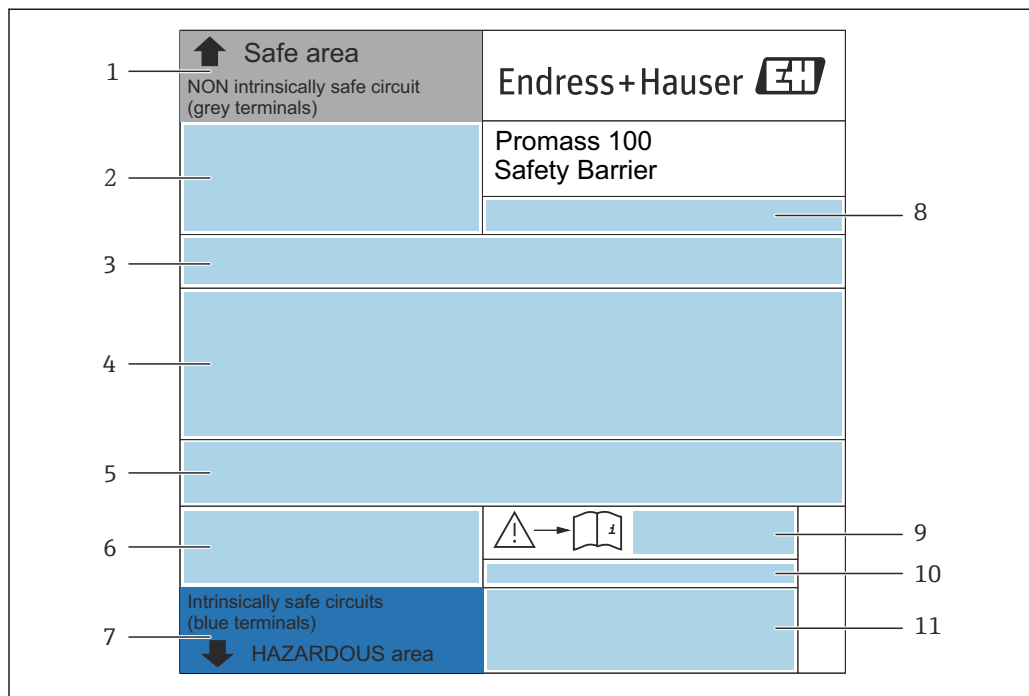 Safe area
NON intrinsically safe circuit
(grey terminals)
Endress+Hauser EH
Promass 100
Safety Barrier
1
2
3
4
5
6
7
8
9
10
11
i
Intrinsically safe circuits
(blue terminals)
HAZARDOUS area